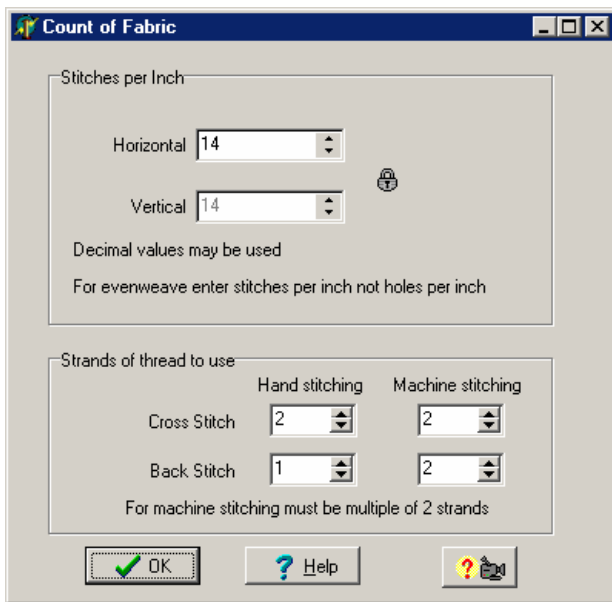 Count of Fabric
Stitches per Inch
Horizontal 14
Vertical 14
Decimal values may be used
For evenweave enter stitches per inch not holes per inch
Strands of thread to use
Hand stitching Machine stitching
Cross Stitch 2 2
Back Stitch 1 2
For machine stitching must be multiple of 2 strands
OK ? Help ?